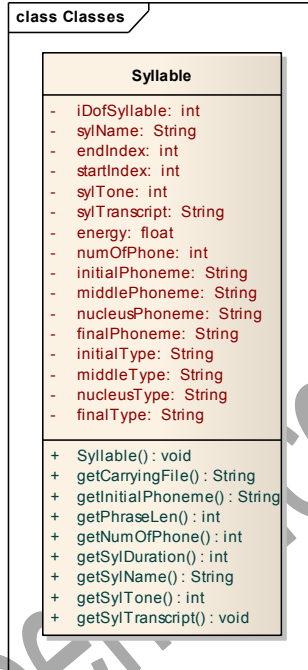 class Classes
Syllable
- iDofSyllable: int
- sylName: String
- endIndex: int
- startIndex: int
- sylTone: int
- sylTranscript: String
- energy: float
- numOfPhone: int
- initialPhoneme: String
- middlePhoneme: String
- nucleusPhoneme: String
- finalPhoneme: String
- initialType: String
- middleType: String
- nucleusType: String
- finalType: String
+ Syllable() : void
+ getCarryingFile() : String
+ getInitialPhoneme() : String
+ getPhraseLen() : int
+ getNumOfPhone() : int
+ getSylDuration() : int
+ getSylName() : String
+ getSylTone() : int
+ getSylTranscript() : void